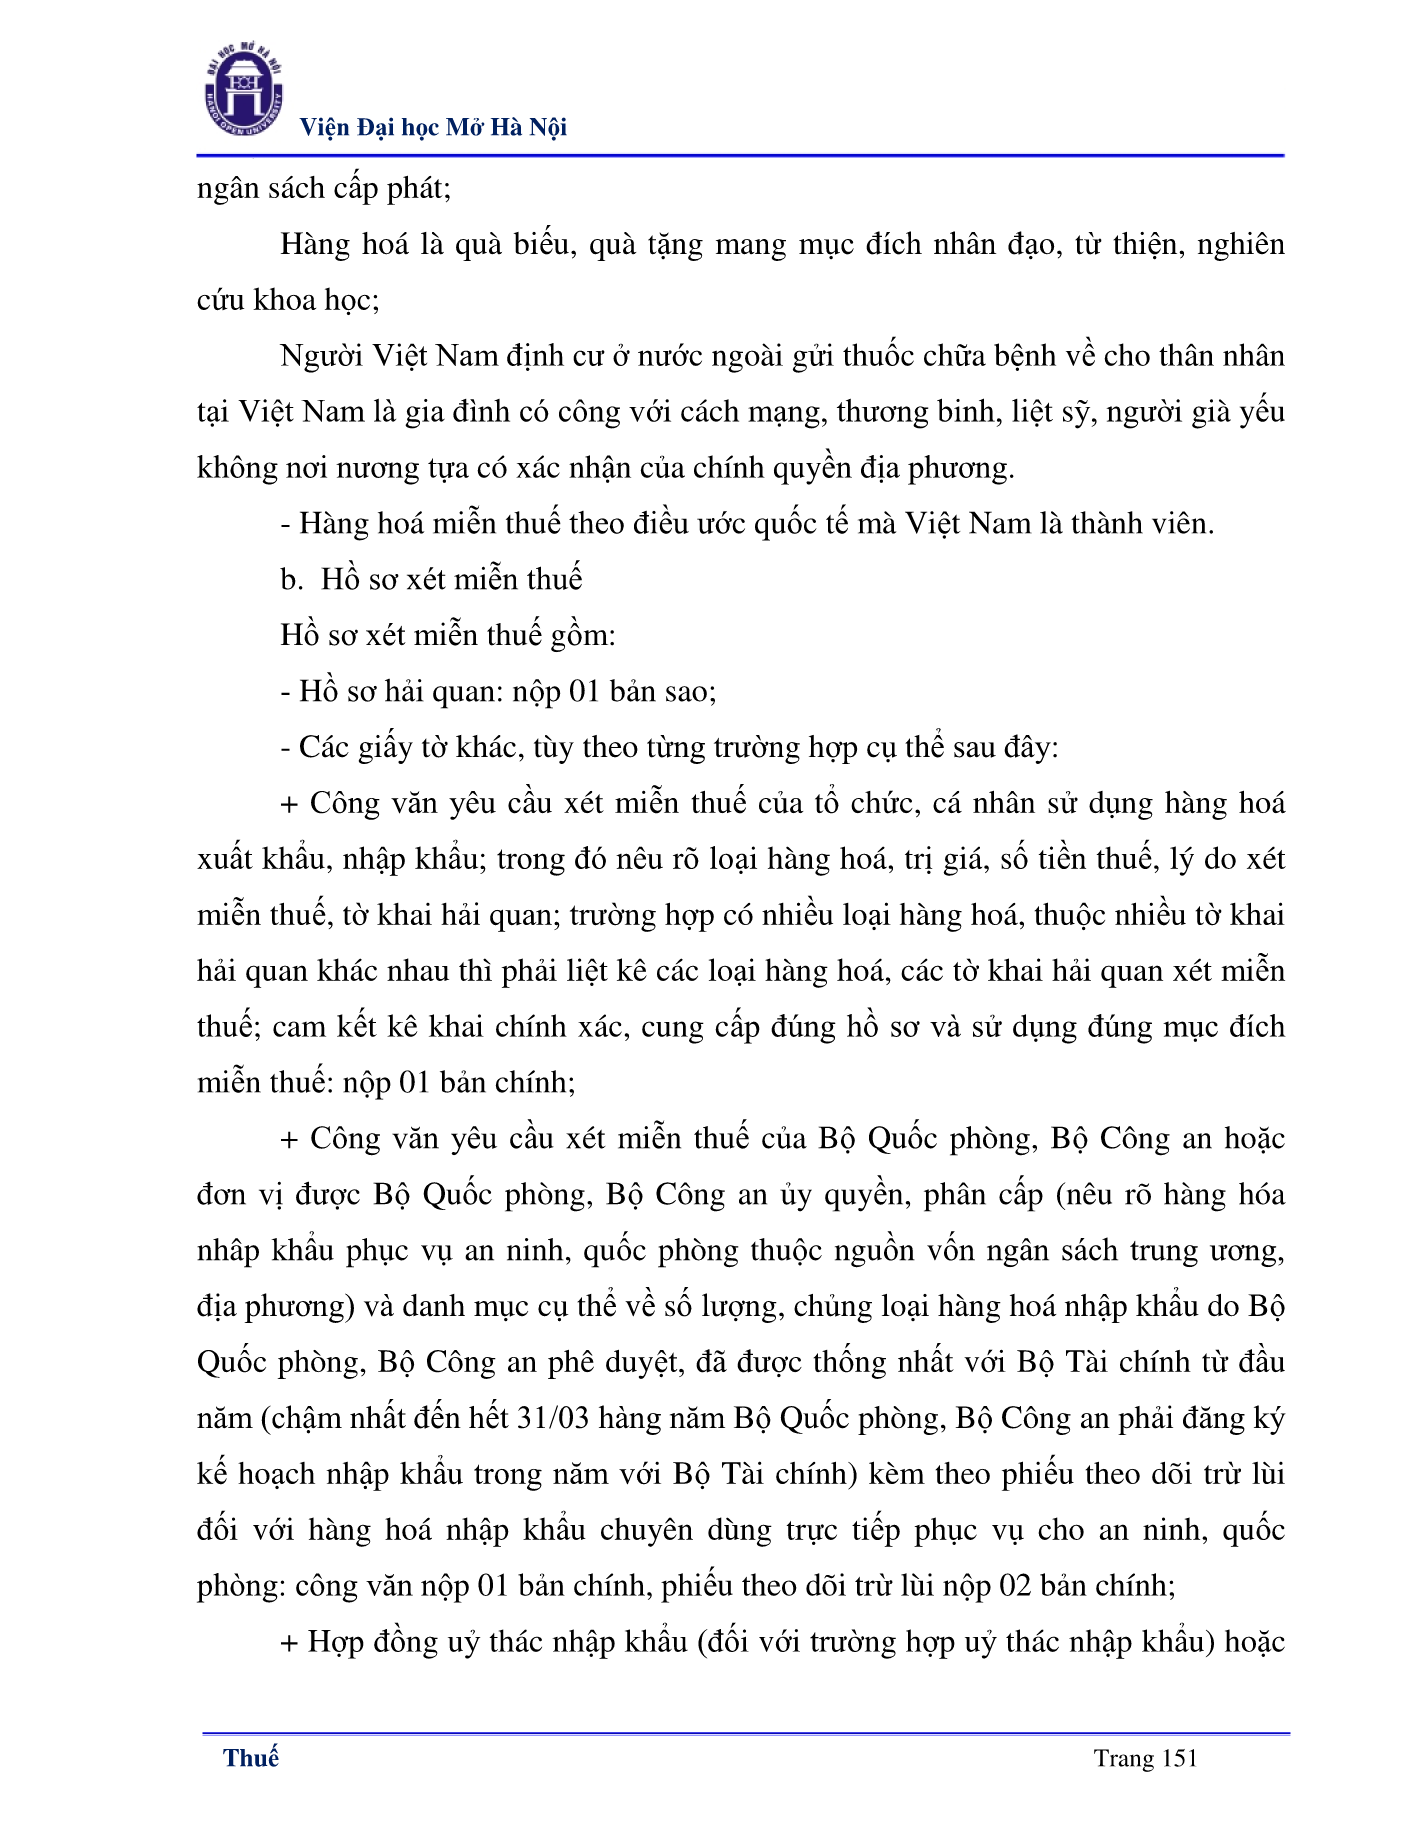 ĐẠI HỌC MỞ HÀ NỘI
HANOI OPEN UNIVERSITY
Viện Đại học Mở Hà Nội
ngân sách cấp phát;
Hàng hoá là quà biếu, quà tặng mang mục đích nhân đạo, từ thiện, nghiên
cứu khoa học;
Người Việt Nam định cư ở nước ngoài gửi thuốc chữa bệnh về cho thân nhân
tại Việt Nam là gia đình có công với cách mạng, thương binh, liệt sỹ, người già yếu
không nơi nương tựa có xác nhận của chính quyền địa phương.
- Hàng hoá miễn thuế theo điều ước quốc tế mà Việt Nam là thành viên.
b. Hồ sơ xét miễn thuế
Hồ sơ xét miễn thuế gồm:
- Hồ sơ hải quan: nộp 01 bản sao;
- Các giấy tờ khác, tùy theo từng trường hợp cụ thể sau đây:
+ Công văn yêu cầu xét miễn thuế của tổ chức, cá nhân sử dụng hàng hoá
xuất khẩu, nhập khẩu; trong đó nêu rõ loại hàng hoá, trị giá, số tiền thuế, lý do xét
miễn thuế, tờ khai hải quan; trường hợp có nhiều loại hàng hoá, thuộc nhiều tờ khai
hải quan khác nhau thì phải liệt kê các loại hàng hoá, các tờ khai hải quan xét miễn
thuế; cam kết kê khai chính xác, cung cấp đúng hồ sơ và sử dụng đúng mục đích
miễn thuế: nộp 01 bản chính;
+ Công văn yêu cầu xét miễn thuế của Bộ Quốc phòng, Bộ Công an hoặc
đơn vị được Bộ Quốc phòng, Bộ Công an ủy quyền, phân cấp (nêu rõ hàng hóa
nhâp khẩu phục vụ an ninh, quốc phòng thuộc nguồn vốn ngân sách trung ương,
địa phương) và danh mục cụ thể về số lượng, chủng loại hàng hoá nhập khẩu do Bộ
Quốc phòng, Bộ Công an phê duyệt, đã được thống nhất với Bộ Tài chính từ đầu
năm (chậm nhất đến hết 31/03 hàng năm Bộ Quốc phòng, Bộ Công an phải đăng ký
kế hoạch nhập khẩu trong năm với Bộ Tài chính) kèm theo phiếu theo dõi trừ lùi
đối với hàng hoá nhập khẩu chuyên dùng trực tiếp phục vụ cho an ninh, quốc
phòng: công văn nộp 01 bản chính, phiếu theo dõi trừ lùi nộp 02 bản chính;
+ Hợp đồng uỷ thác nhập khẩu (đối với trường hợp uỷ thác nhập khẩu) hoặc
Thuế
Trang 151